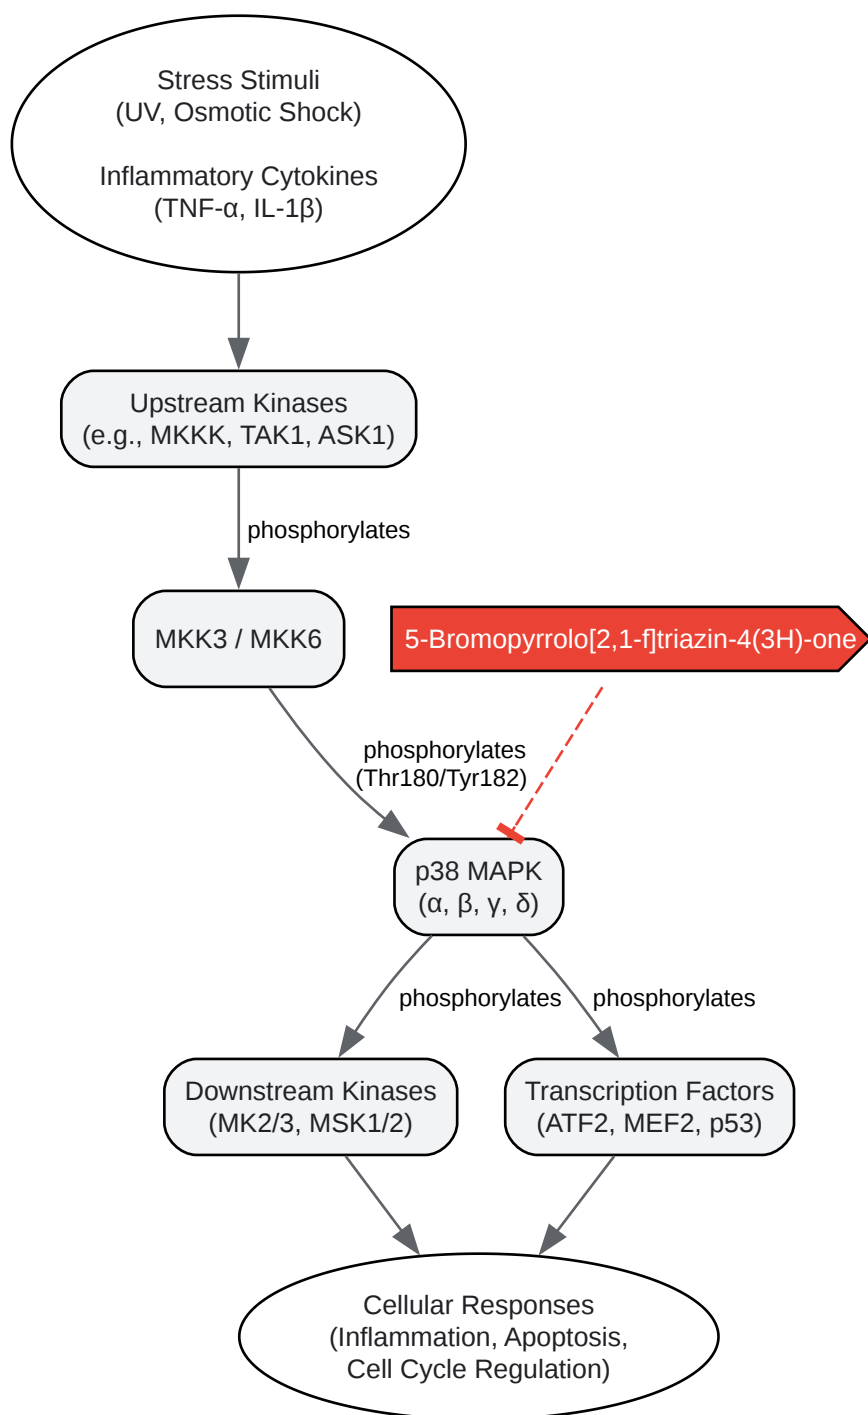 Stress Stimuli
(UV, Osmotic Shock)
Inflammatory Cytokines
(TNF-α, IL-1β)
Upstream Kinases
(e.g., MKKK, TAK1, ASK1)
phosphorylates
MKK3 / MKK6
5-Bromopyrrolo[2,1-f]triazin-4(3H)-one
phosphorylates
(Thr180/Tyr182)
p38 MAPK
(α, β, γ, δ)
phosphorylates
phosphorylates
Downstream Kinases
(MK2/3, MSK1/2)
Transcription Factors
(ATF2, MEF2, p53)
Cellular Responses
(Inflammation, Apoptosis,
Cell Cycle Regulation)